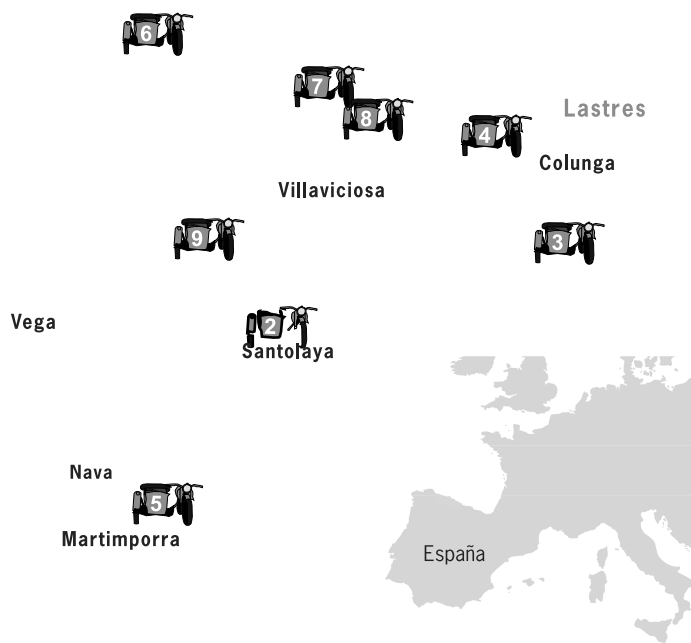 6
7
8
Lastres
4
Colunga
Villaviciosa
9
3
Vega
2
Santolaya
Nava
5
Martimporra
España